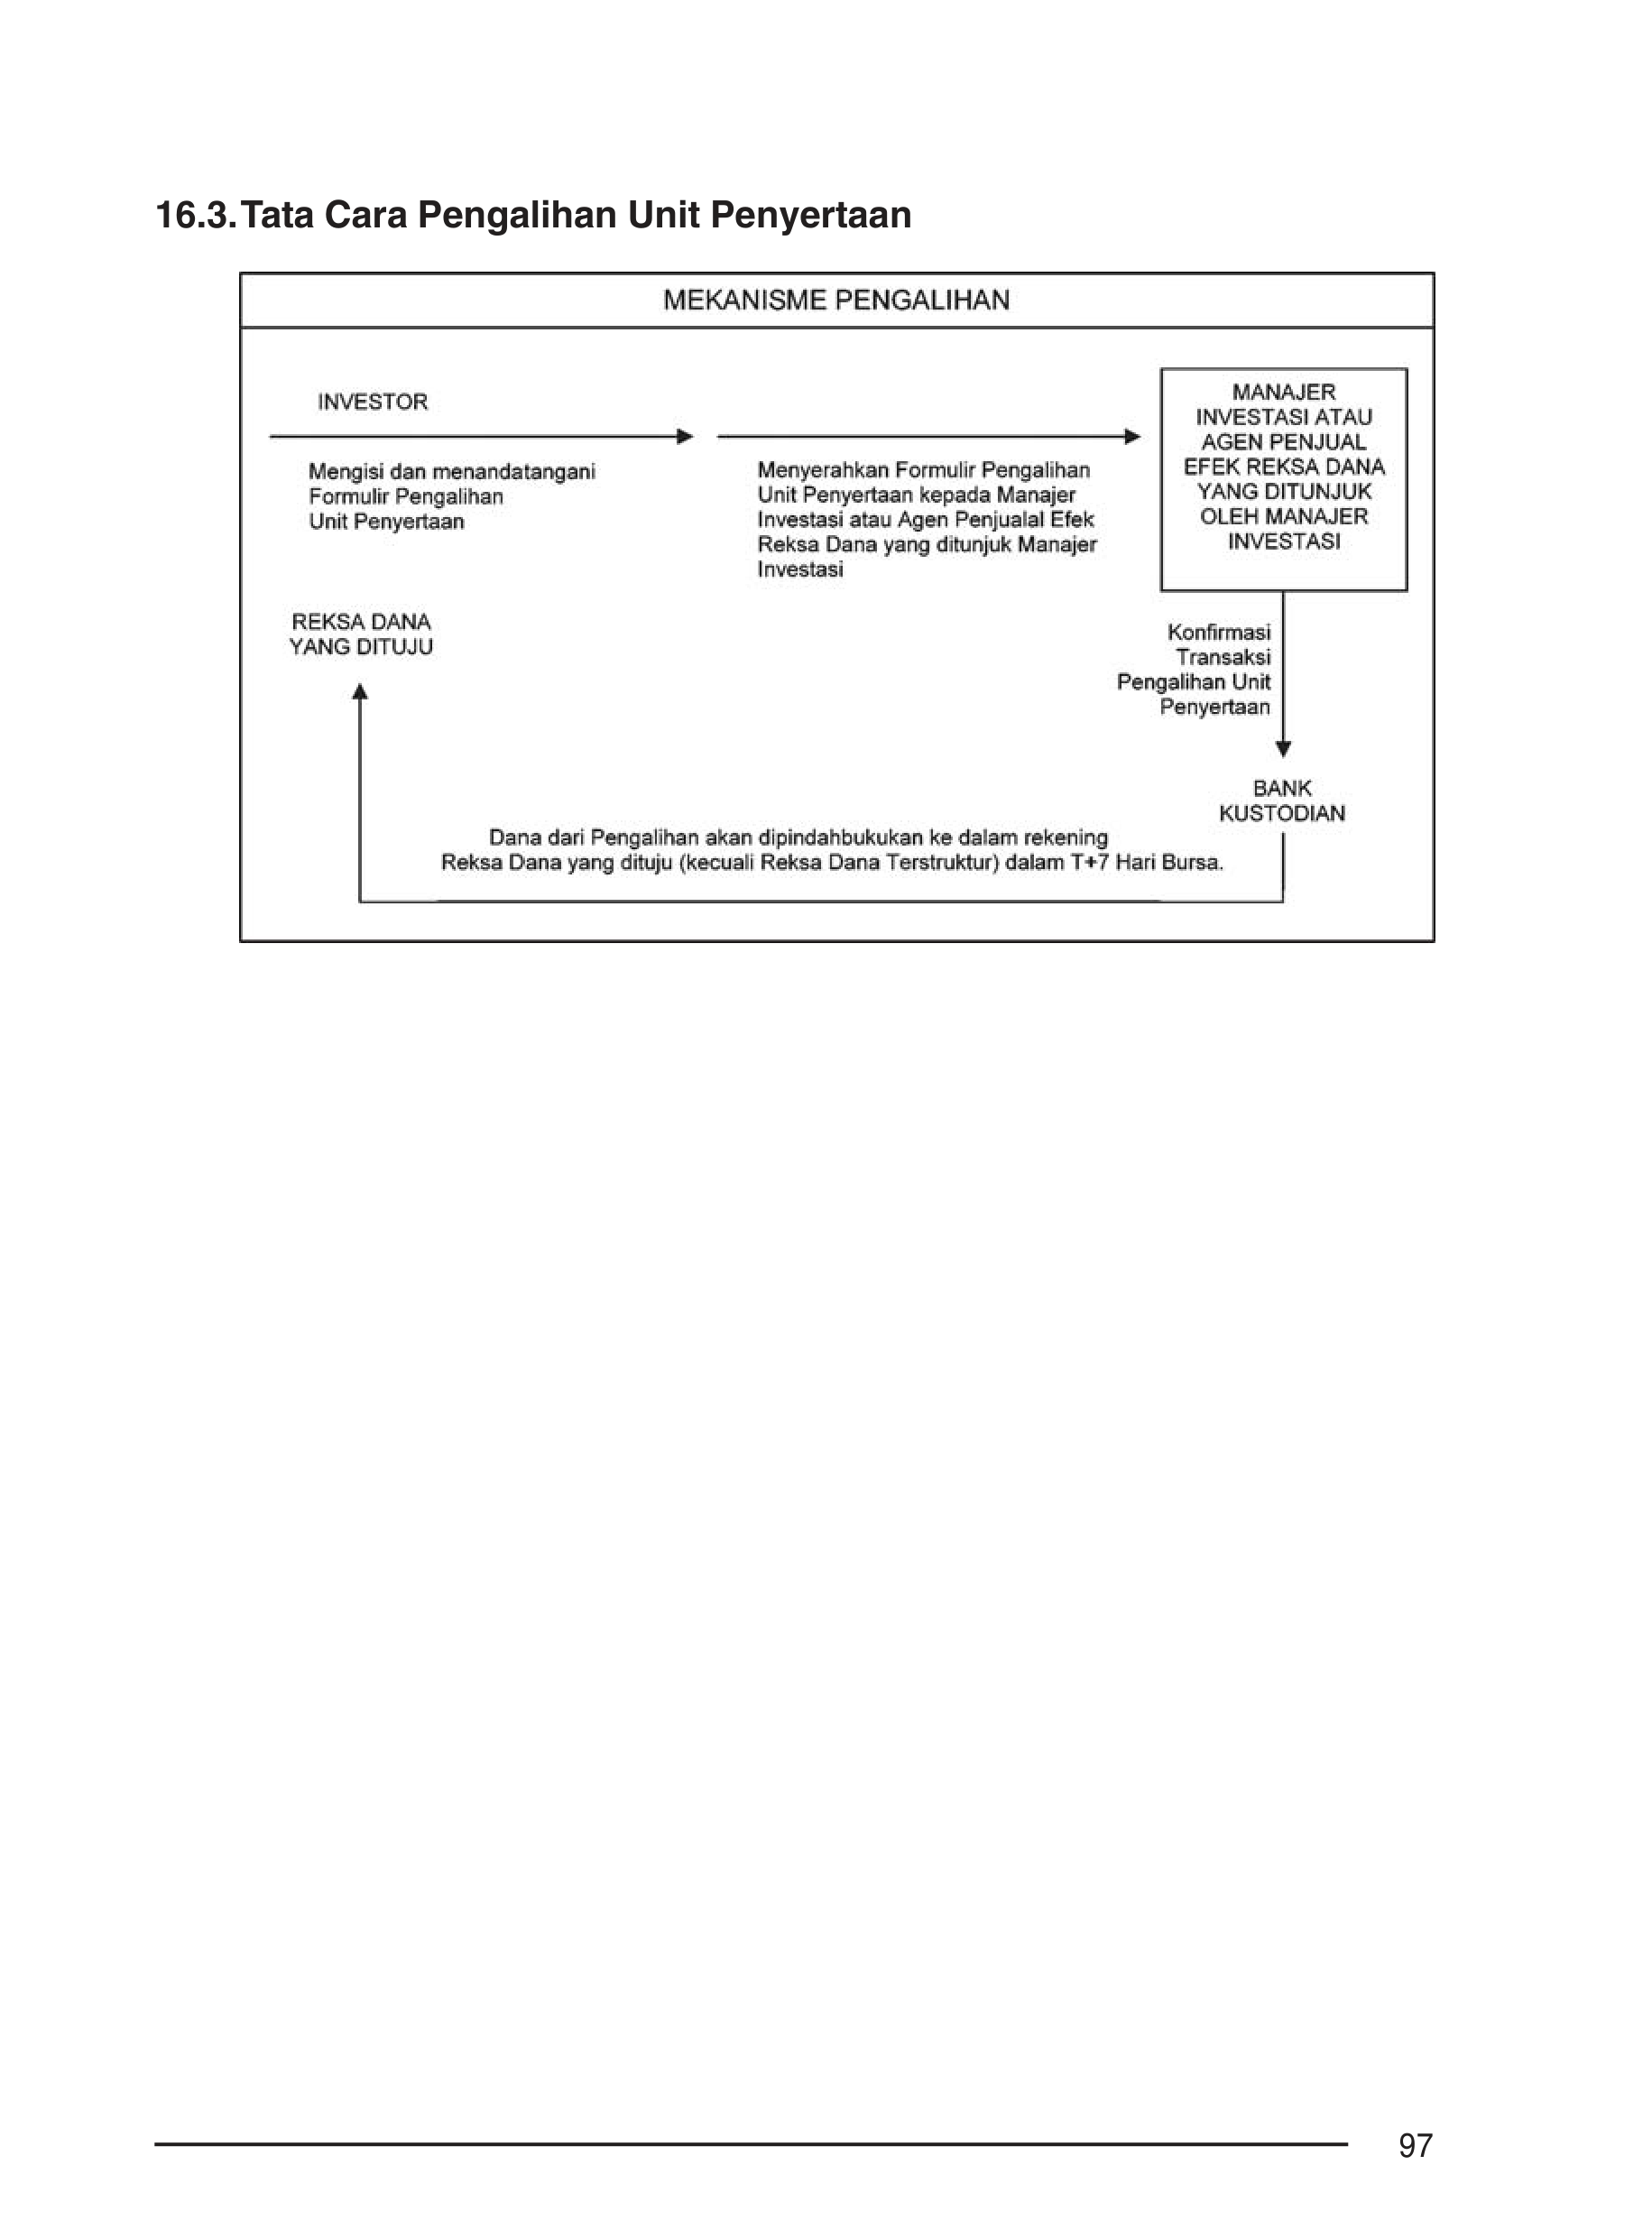 16.3. Tata Cara Pengalihan Unit Penyertaan
MEKANISME PENGALIHAN
INVESTOR
Mengisi dan menandatangani
Formulir Pengalihan
Unit Penyertaan
Menyerahkan Formulir Pengalihan
Unit Penyertaan kepada Manajer
Investasi atau Agen Penjualal Efek
Reksa Dana yang ditunjuk Manajer
Investasi
MANAJER
INVESTASI ATAU
AGEN PENJUAL
EFEK REKSA DANA
YANG DITUNJUK
OLEH MANAJER
INVESTASI
Konfirmasi
Transaksi
Pengalihan Unit
Penyertaan
BANK
KUSTODIAN
Dana dari Pengalihan akan dipindahbukukan ke dalam rekening
Reksa Dana yang dituju (kecuali Reksa Dana Terstruktur) dalam T+7 Hari Bursa.
REKSA DANA
YANG DITUJU
97